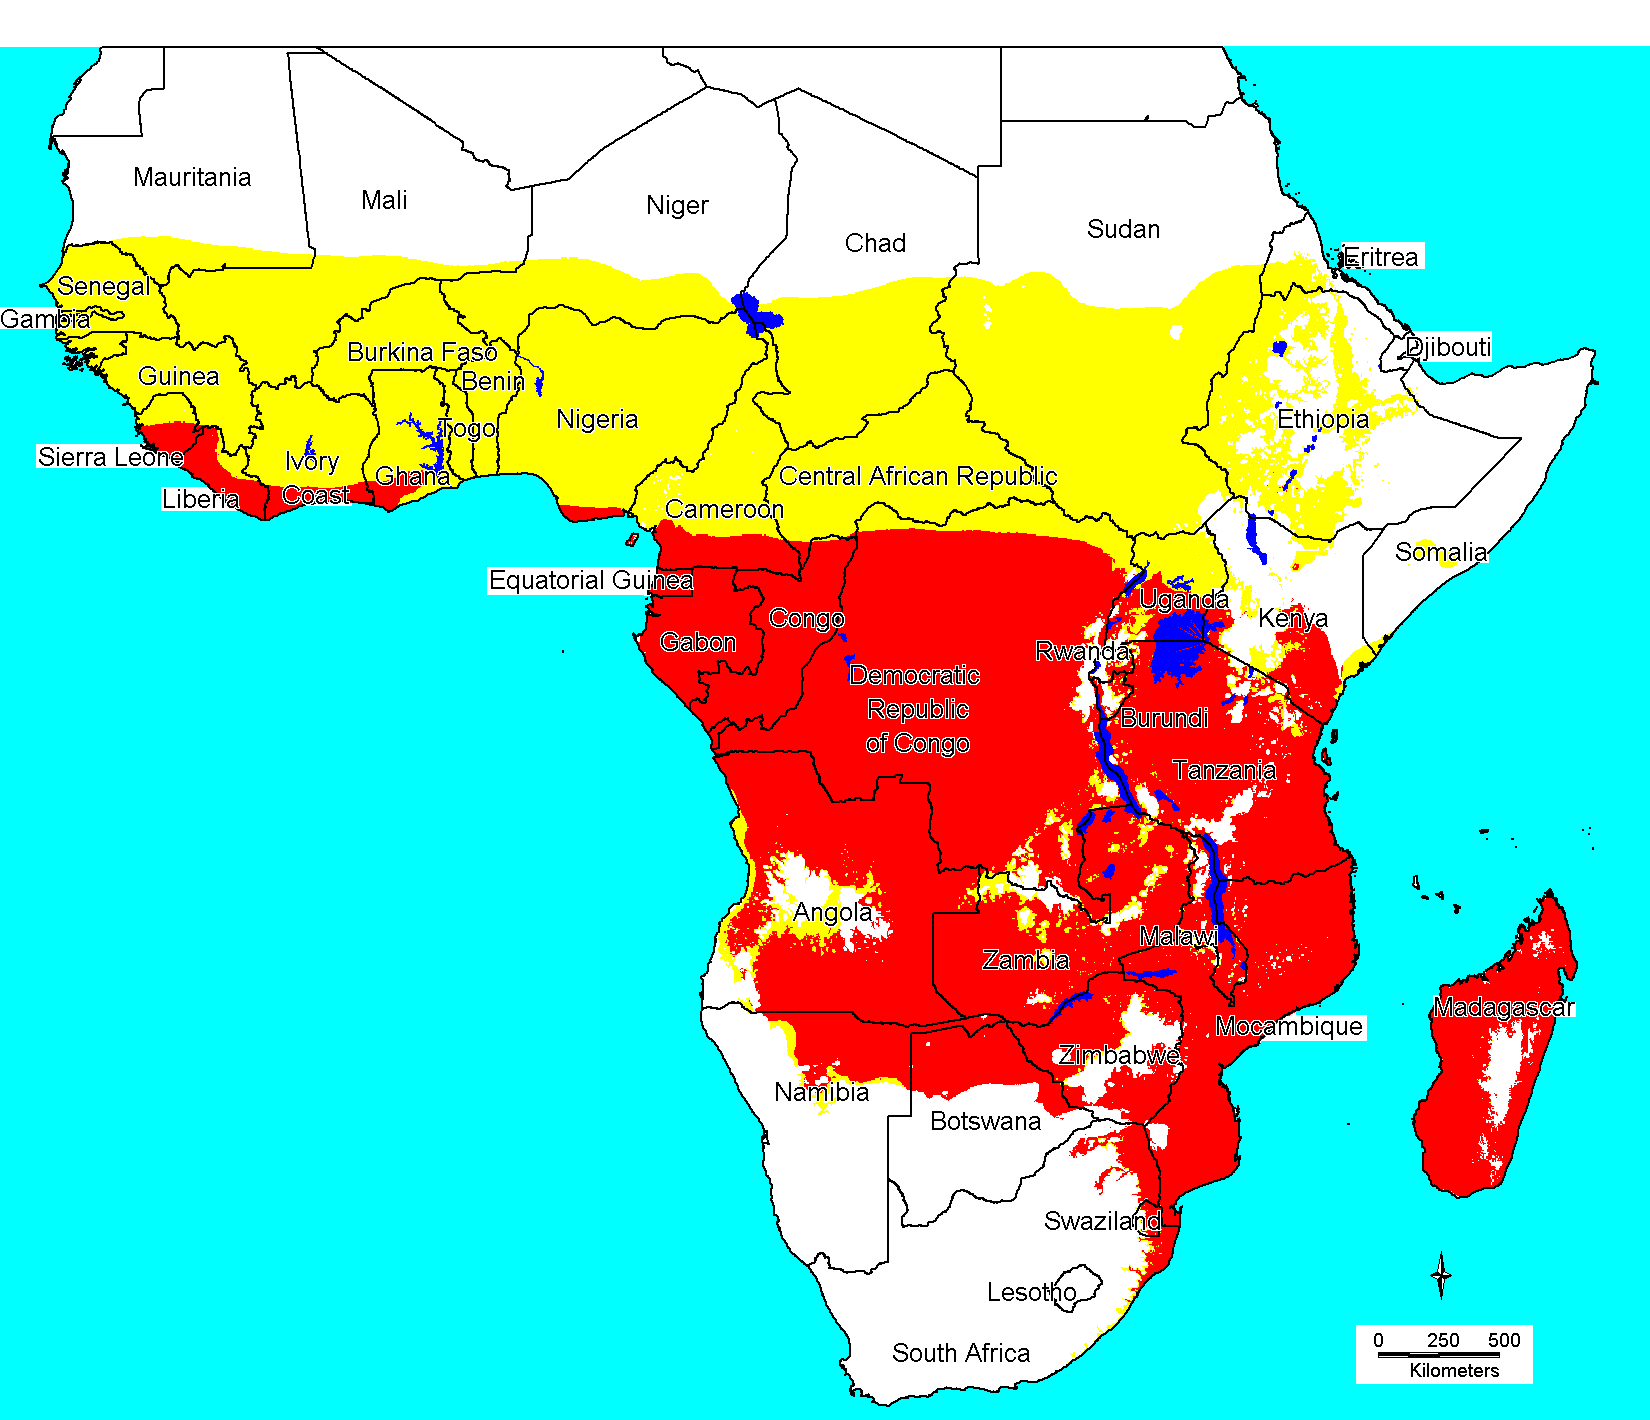 Mauritania
Mali
Niger
Chad
Sudan
Eritrea
Senegal
Gambia
Burkina Faso
Djibouti
Guinea
Benin
Nigeria
Togo
Ethiopia
Sierra Leone
Ivory
Coast
Ghana
Liberia
Central African Republic
Cameroon
Somalia
Equatorial Guinea
Uganda
Congo
Kenya
Gabon
Rwanda
Democratic
Republic
of Congo
Burundi
Tanzania
Angola
Malawi
Zambia
Madagascar
Mocambique
Zimbabwe
Namibia
Botswana
Swaziland
Lesotho
South Africa
0 250 500
Kilometers